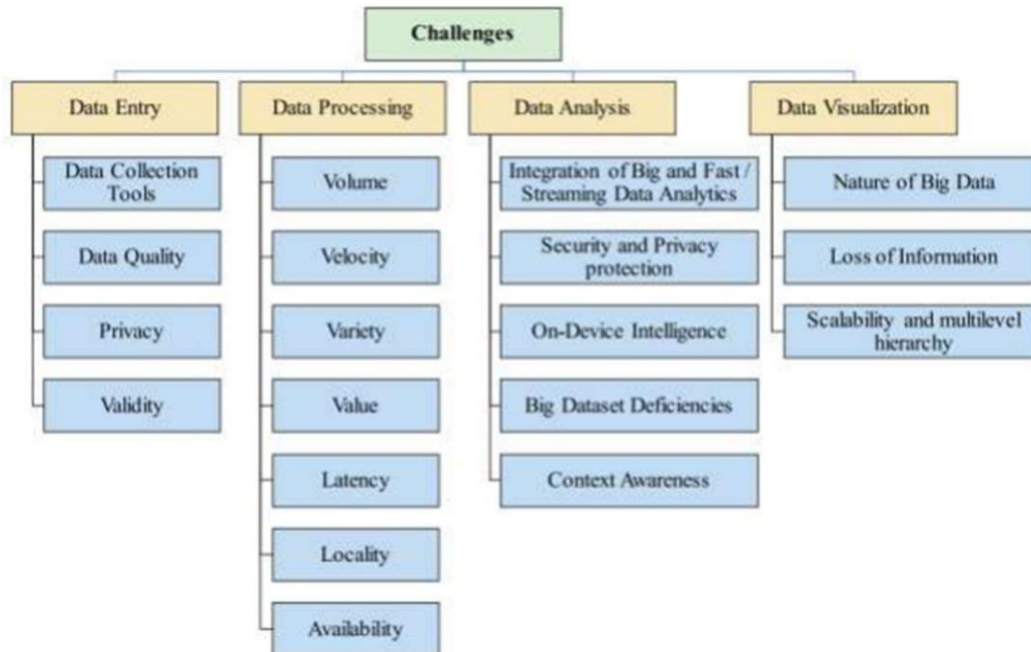 Challenges
Data Entry
Data Collection
Tools
Data Quality
Privacy
Validity
Data Processing
Volume
Velocity
Variety
Value
Latency
Locality
Availability
Data Analysis
Integration of Big and Fast /
Streaming Data Analytics
Security and Privacy
protection
On-Device Intelligence
Big Dataset Deficiencies
Context Awareness
Data Visualization
Nature of Big Data
Loss of Information
Scalability and multilevel
hierarchy